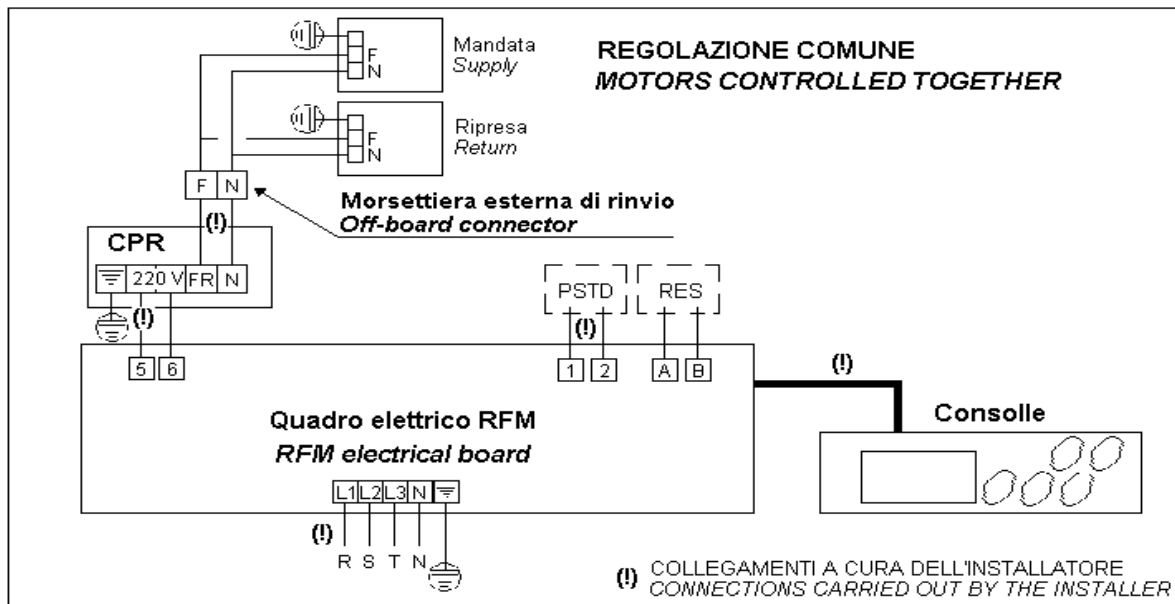 Mandata
Supply
F
N
REGOLAZIONE COMUNE
MOTORS CONTROLLED TOGETHER
Ripresa
Return
F
N
F N
Morsettiera esterna di rinvio
Off-board connector
(!)
CPR
220 V FR N
(!)
PSTD
RES
(!)
5 6
1 2
A B
(!)
Quadro elettrico RFM
RFM electrical board
Consolle
L1 L2 L3 N
(!)
R S T N
(!) COLLEGAMENTI A CURA DELL'INSTALLATORE
CONNECTIONS CARRIED OUT BY THE INSTALLER